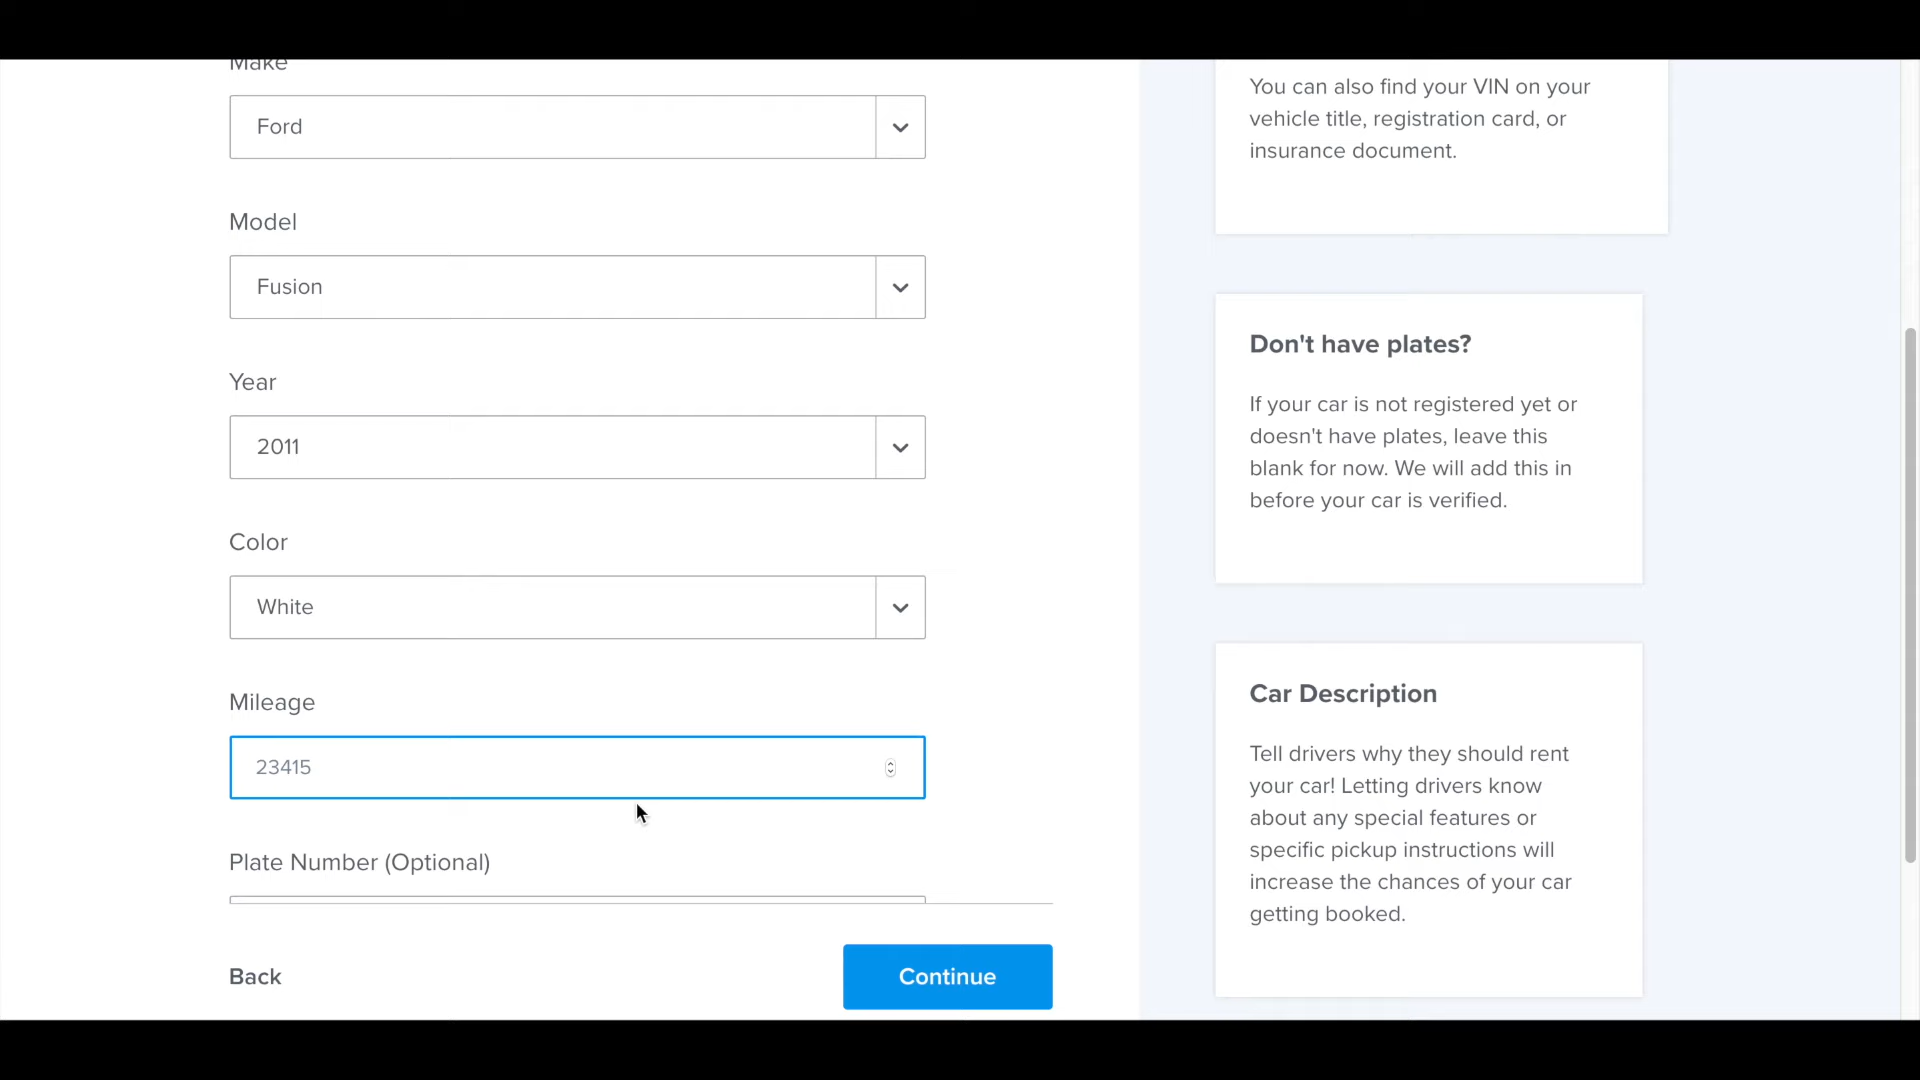 Make
Ford
Model
Fusion
Year
2011
Color
White
Mileage
23415
Plate Number (Optional)
Back
Continue
You can also find your VIN on your
vehicle title, registration card, or
insurance document.
Don't have plates?
If your car is not registered yet or
doesn't have plates, leave this
blank for now. We will add this in
before your car is verified.
Car Description
Tell drivers why they should rent
your car! Letting drivers know
about any special features or
specific pickup instructions will
increase the chances of your car
getting booked.